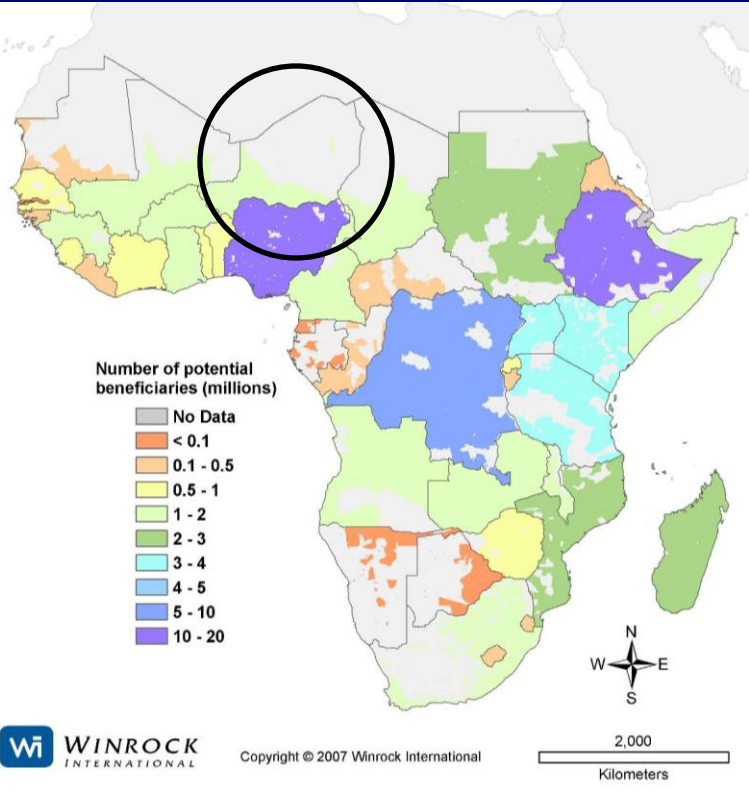 Number of potential
beneficiaries (millions)
No Data
< 0.1
0.1 - 0.5
0.5 - 1
1 - 2
2 - 3
3 - 4
4 - 5
5 - 10
10 - 20
N
W E
S
Wi WINROCK
INTERNATIONAL
Copyright © 2007 Winrock International
2,000
Kilometers